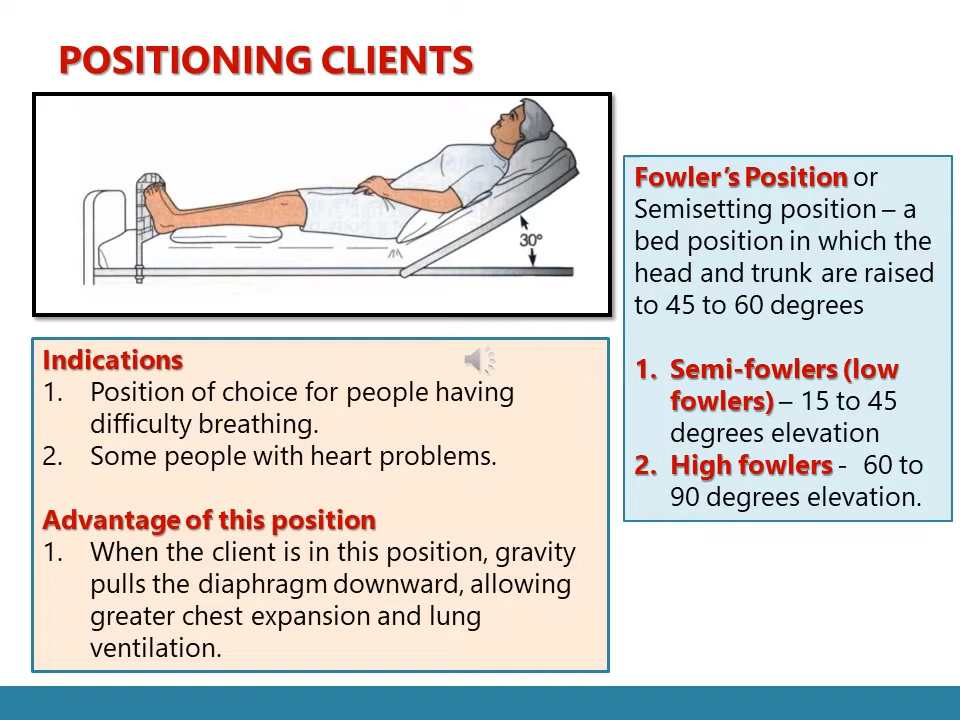 POSITIONING CLIENTS
30°
Indications
1. Position of choice for people having
difficulty breathing.
2. Some people with heart problems.
Advantage of this position
1. When the client is in this position, gravity
pulls the diaphragm downward, allowing
greater chest expansion and lung
ventilation.
Fowler's Position or
Semisetting position – a
bed position in which the
head and trunk are raised
to 45 to 60 degrees
1. Semi-fowlers (low
fowlers) – 15 to 45
degrees elevation
2. High fowlers - 60 to
90 degrees elevation.